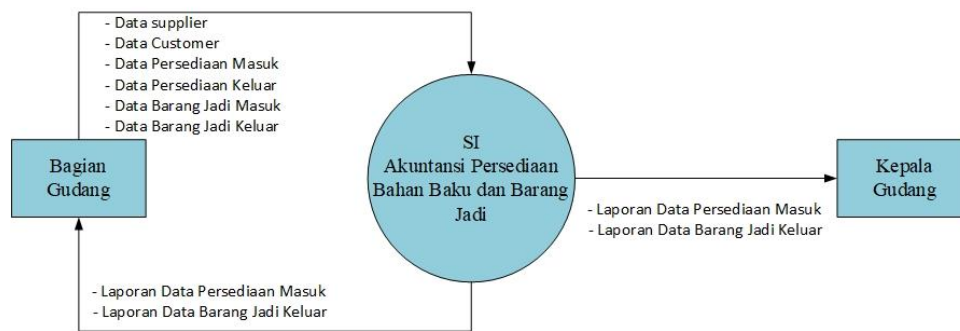 - Data supplier
- Data Customer
- Data Persediaan Masuk
- Data Persediaan Keluar
- Data Barang Jadi Masuk
- Data Barang Jadi Keluar
Bagian
Gudang
SI
Akuntansi Persediaan
Bahan Baku dan Barang
Jadi
Kepala
Gudang
- Laporan Data Persediaan Masuk
- Laporan Data Barang Jadi Keluar
- Laporan Data Persediaan Masuk
- Laporan Data Barang Jadi Keluar